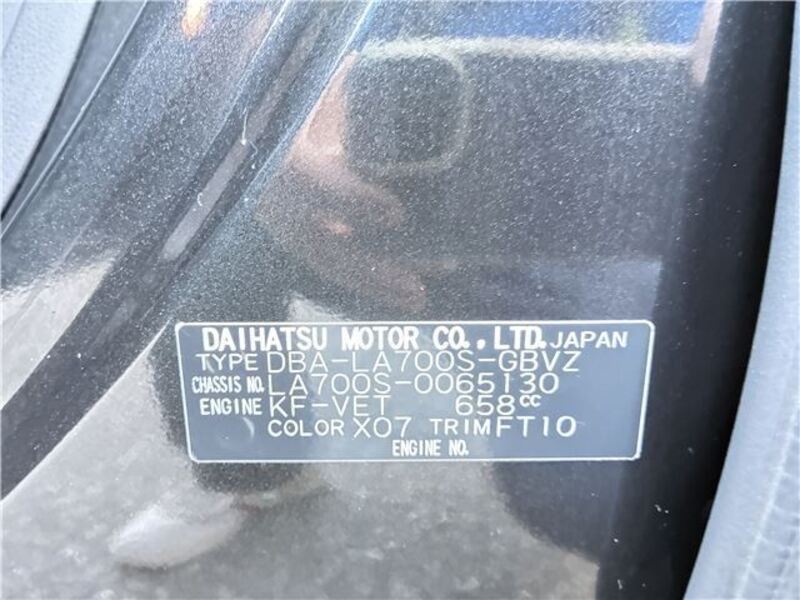 DAIHATSU MOTOR CO.,LTD. JAPAN
TYPE DBA-LA700S-GBVZ
CHASSIS NO. LA700S-0065130
ENGINE KF-VET 658cc
COLOR X07 TRIM FT10
ENGINE NO.